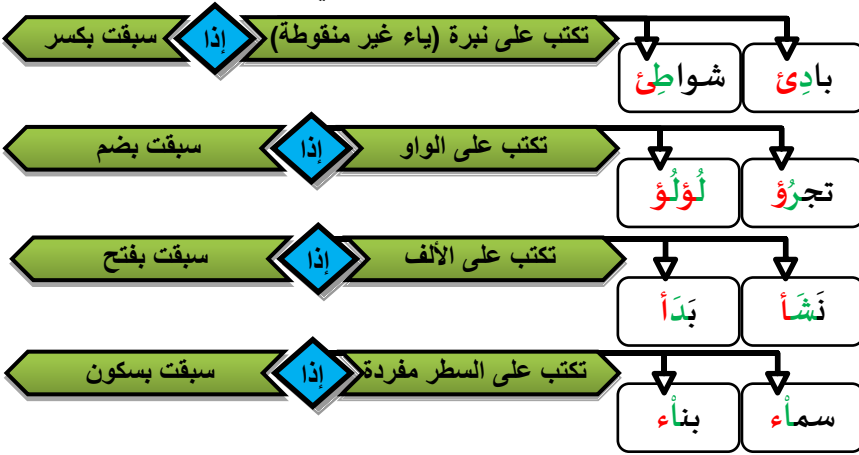 تكتب على نبرة (ياء غير منقوطة) إذا سبقت بكسر
بادِئ شواطِئ
تكتب على الواو إذا سبقت بضم
تجرُؤ لُؤلُؤ
تكتب على الألف إذا سبقت بفتح
نَشَأ بَدَأ
تكتب على السطر مفردة إذا سبقت بسكون
سماْء بناْء